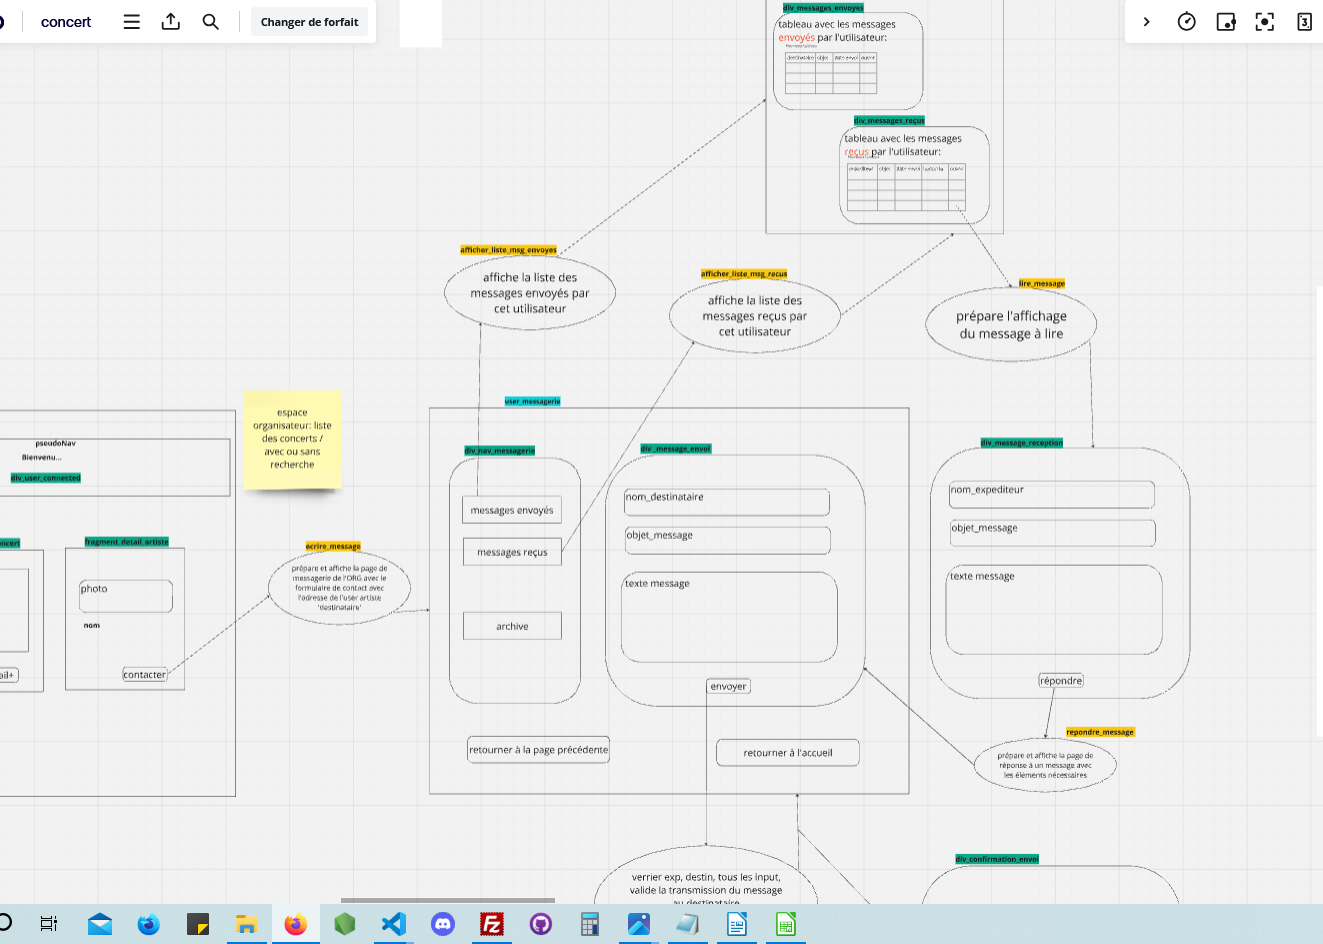 concert
Changer de forfait
div_messages_envoyes
tableau avec les messages
envoyés par l'utilisateur:
destinataire objet date envoi ouvrir
div_messages_reçus
tableau avec les messages
reçus par l'utilisateur:
expediteur objet date envoi
afficher_liste_msg_envoyes
affiche la liste des
messages envoyés par
cet utilisateur
afficher_liste_msg_recus
affiche la liste des
messages reçus par
cet utilisateur
lire_message
prépare l'affichage
du message à lire
espace
organisateur: liste
des concerts /
avec ou sans
recherche
pseudoNav
Bienvenu...
div_user_connected
user_messagerie
div_nav_messagerie
messages envoyés
messages reçus
archive
div_message_envoi
nom_destinataire
objet_message
texte message
envoyer
div_message_reception
nom_expediteur
objet_message
texte message
répondre
oncert
ail+
fragment_detail_artiste
photo
nom
contacter
ecrire_message
prépare et affiche la page de
messagerie de l'ORG avec le
formulaire de contact avec
l'adresse de l'user artiste
'destinataire'
retourner à la page précédente
retourner à l'accueil
repondre_message
prépare et affiche la page de
réponse à un message avec
les éléments nécessaires
verrier exp, destin, tous les input,
valide la transmission du message
au destinataire
div_confirmation_envoi